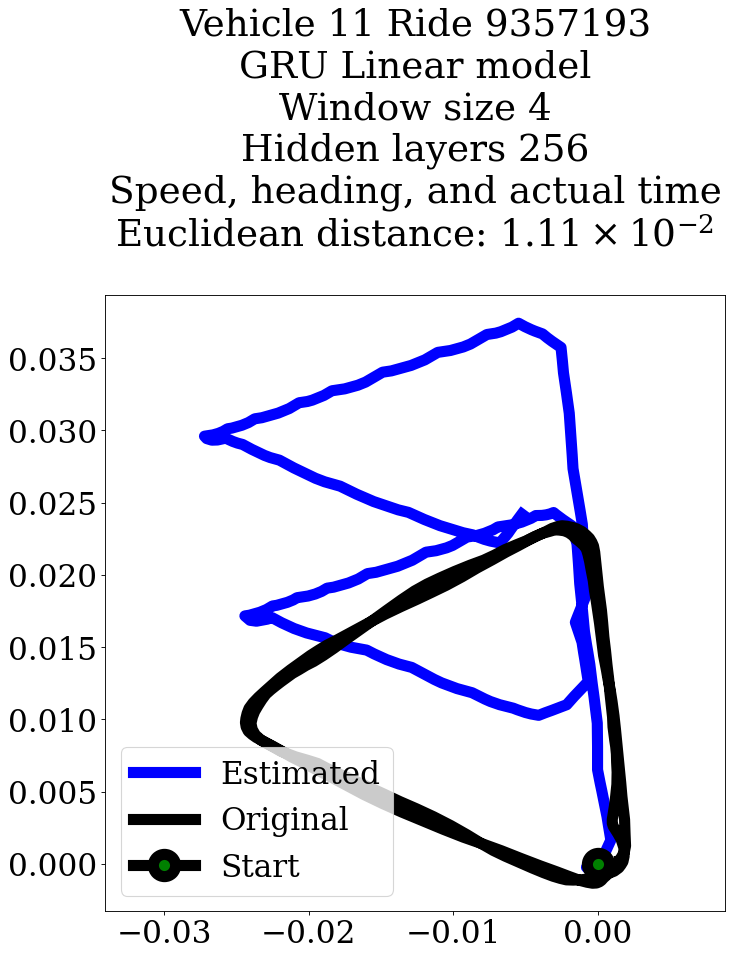 Vehicle 11 Ride 9357193
GRU Linear model
Window size 4
Hidden layers 256
Speed, heading, and actual time
Euclidean distance: 1.11 × 10⁻²
0.035
0.030
0.025
0.020
0.015
0.010
0.005
0.000
Estimated
Original
Start
−0.03 −0.02 −0.01 0.00